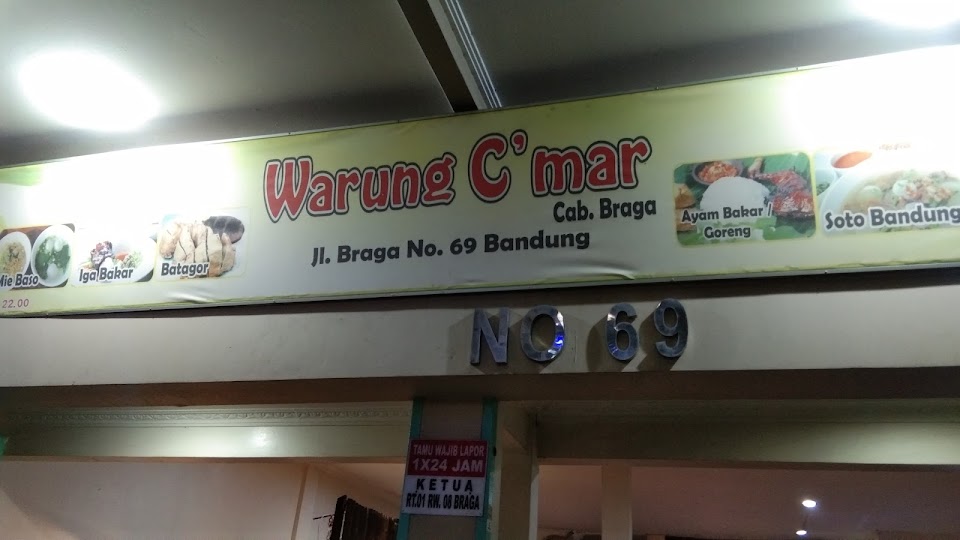 Warung C'mar
Cab. Braga
Jl. Braga No. 69 Bandung
Mie Baso
Iga Bakar
Batagor
22.00
Ayam Bakar /
Goreng
Soto Bandung
NO 69
TAMU WAJIB LAPOR
1X24 JAM
KETUA
RT.01 RW. 08 BRAGA